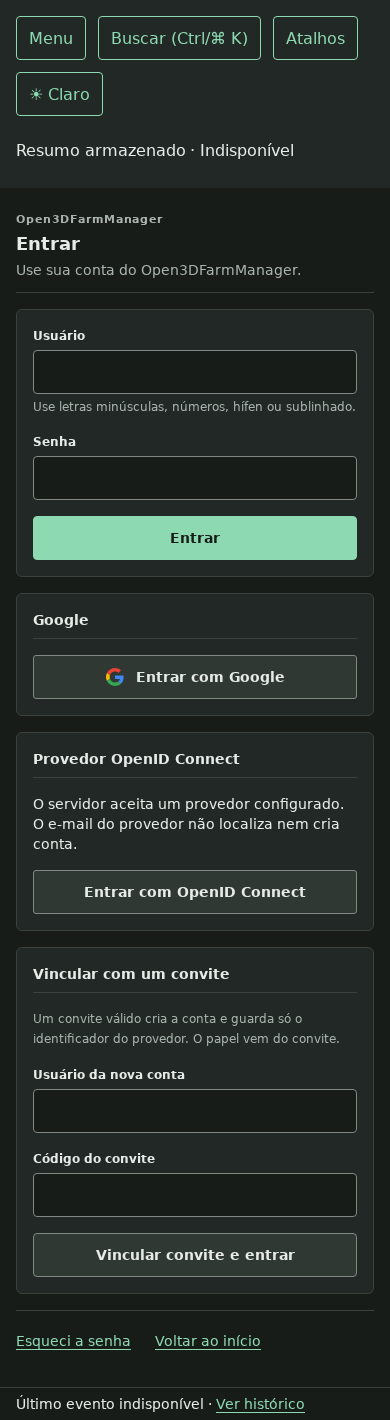 Menu
Buscar (Ctrl/⌘ K)
Atalhos
☀ Claro
Resumo armazenado · Indisponível
Open3DFarmManager
Entrar
Use sua conta do Open3DFarmManager.
Usuário
Use letras minúsculas, números, hífen ou sublinhado.
Senha
Entrar
Google
Entrar com Google
Provedor OpenID Connect
O servidor aceita um provedor configurado.
O e-mail do provedor não localiza nem cria
conta.
Entrar com OpenID Connect
Vincular com um convite
Um convite válido cria a conta e guarda só o
identificador do provedor. O papel vem do convite.
Usuário da nova conta
Código do convite
Vincular convite e entrar
Esqueci a senha
Voltar ao início
Último evento indisponível · Ver histórico